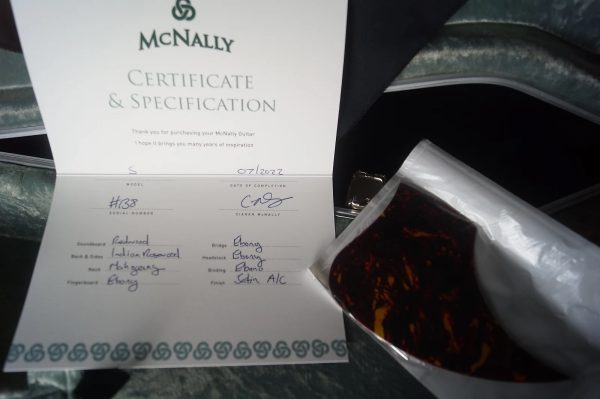 McNALLY
CERTIFICATE
& SPECIFICATION
Thank you for purchasing your McNally Guitar
I hope it brings you many years of inspiration
S 07/2022
MODEL DATE OF COMPLETION
#138
SERIAL NUMBER CIARAN McNALLY
Soundboard Redwood Bridge Ebony
Back & Sides Indian Rosewood Headstock Ebony
Neck Mahogany Binding Ebony
Fingerboard Ebony Finish Satin A/C